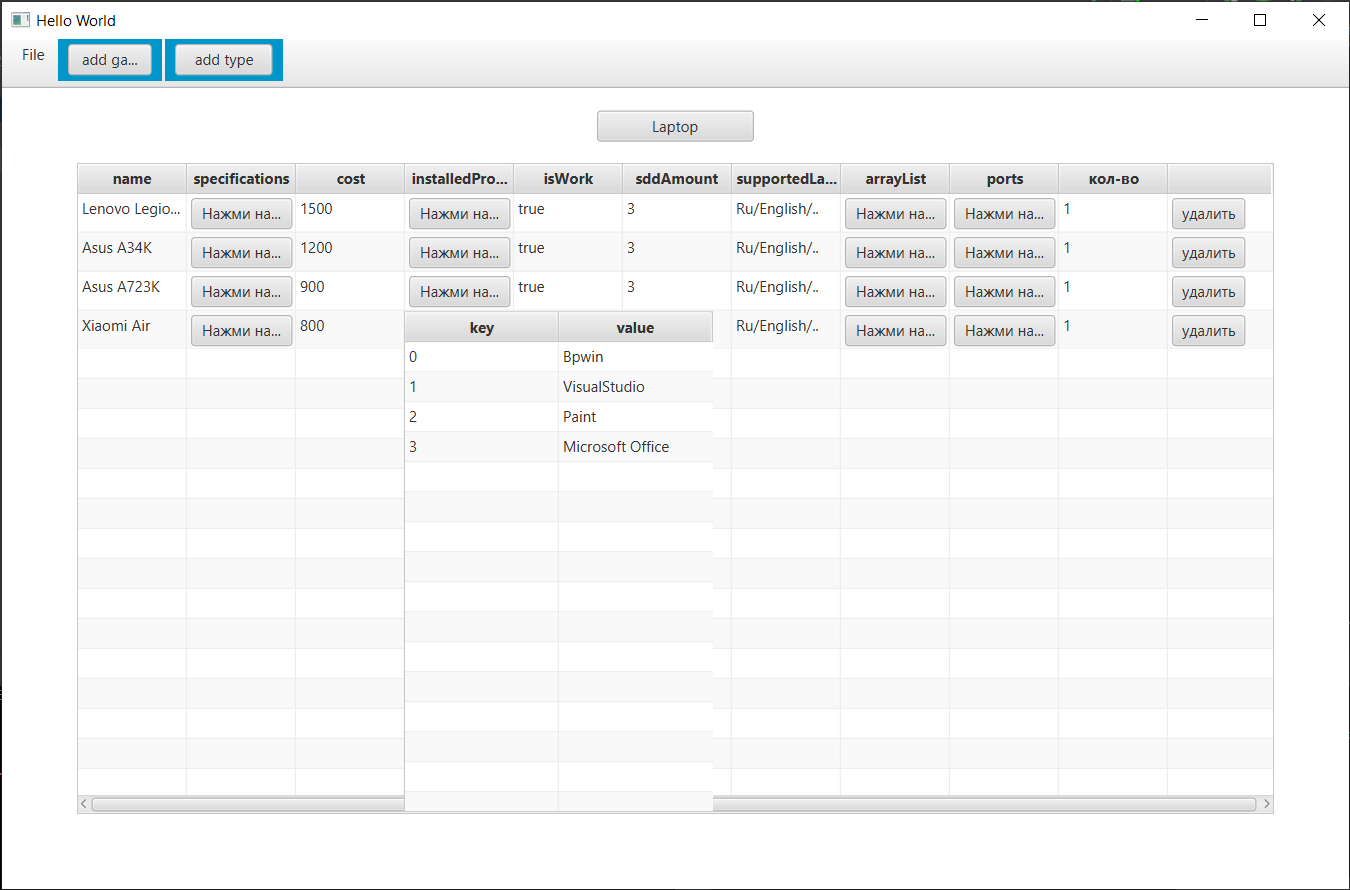 Hello World
File add ga... add type
Laptop
name specifications cost installedPro... isWork sddAmount supportedLa... arrayList ports кол-во
Lenovo Legio... Нажми на... 1500 Нажми на... true 3 Ru/English/.. Нажми на... Нажми на... 1 удалить
Asus A34K Нажми на... 1200 Нажми на... true 3 Ru/English/.. Нажми на... Нажми на... 1 удалить
Asus A723K Нажми на... 900 Нажми на... true 3 Ru/English/.. Нажми на... Нажми на... 1 удалить
Xiaomi Air Нажми на... 800 Ru/English/.. Нажми на... Нажми на... 1 удалить
key value
0 Bpwin
1 VisualStudio
2 Paint
3 Microsoft Office